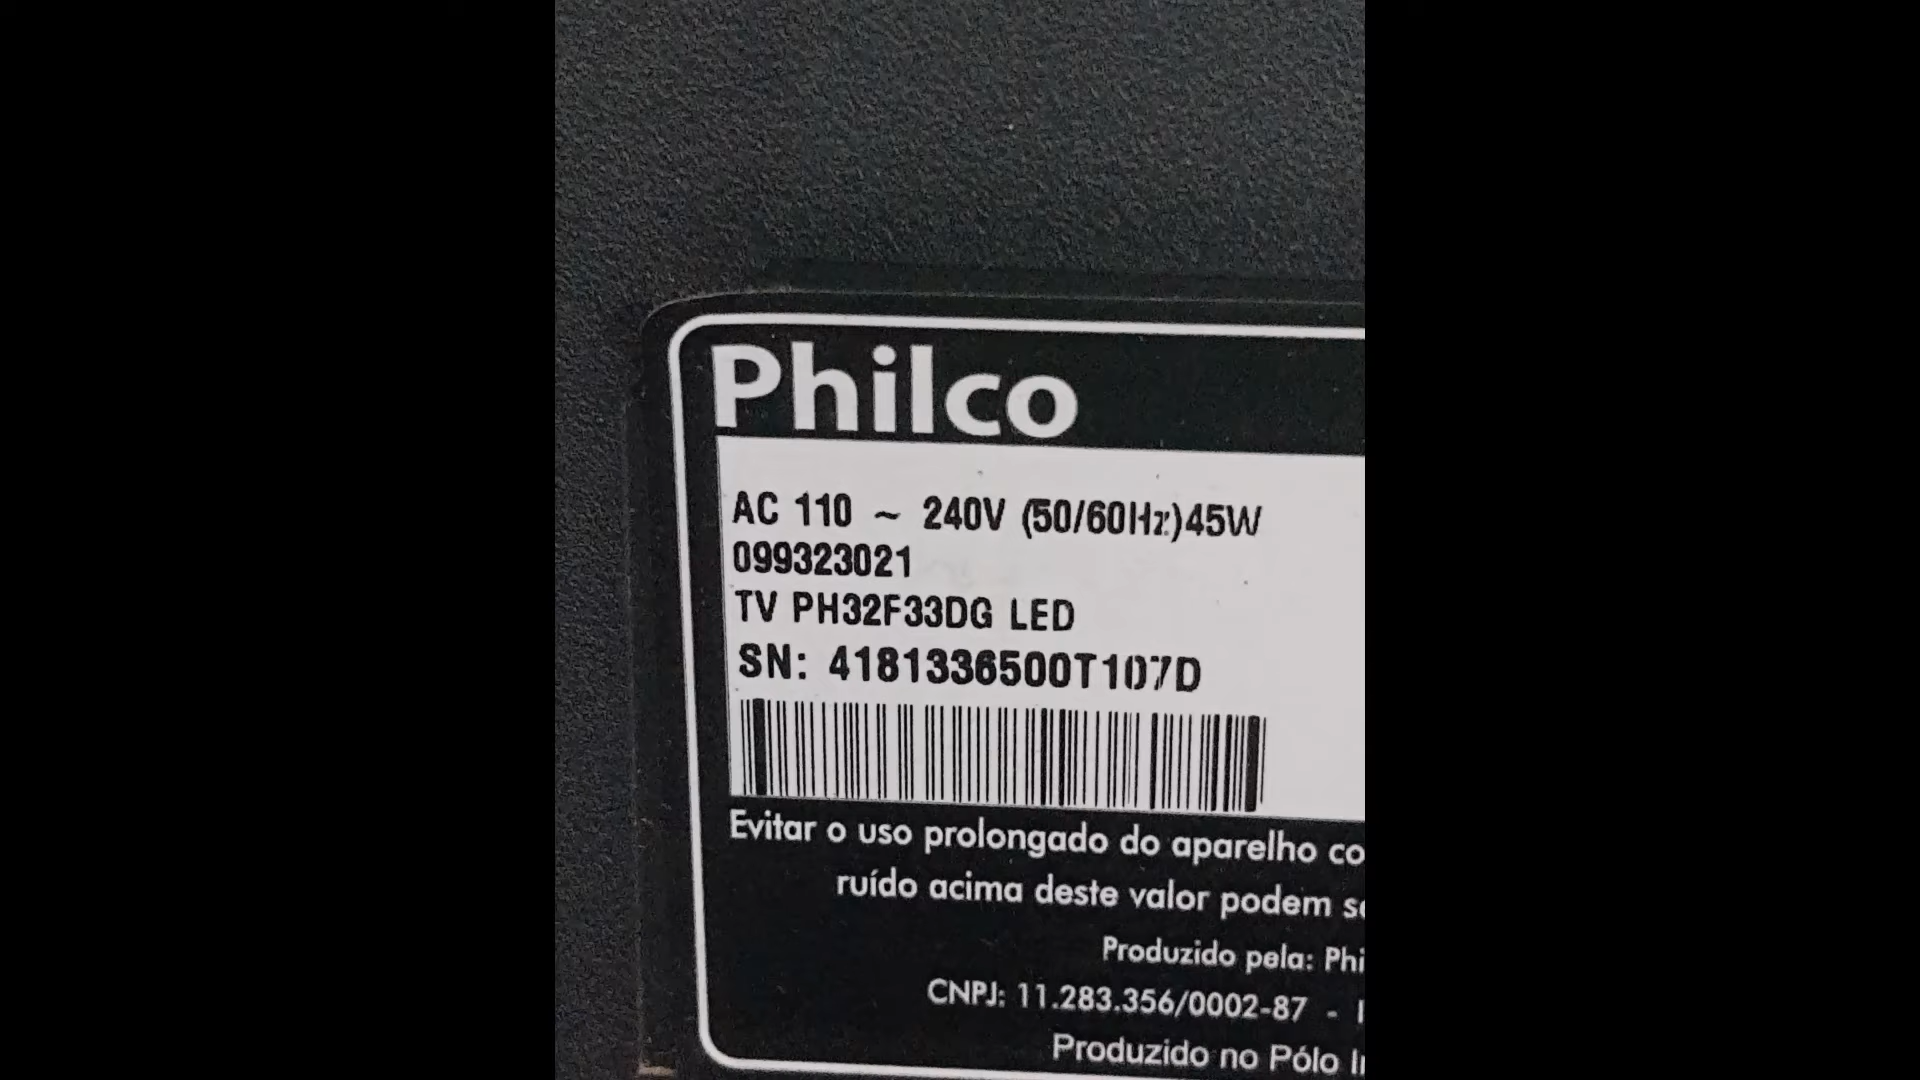 Philco
AC 110 ~ 240V (50/60Hz)45W
099323021
TV PH32F33DG LED
SN: 4181336500T107D
Evitar o uso prolongado do aparelho
ruído acima deste valor podem
Produzido pela:
CNPJ: 11.283.356/0002-87 -
Produzido no Pólo